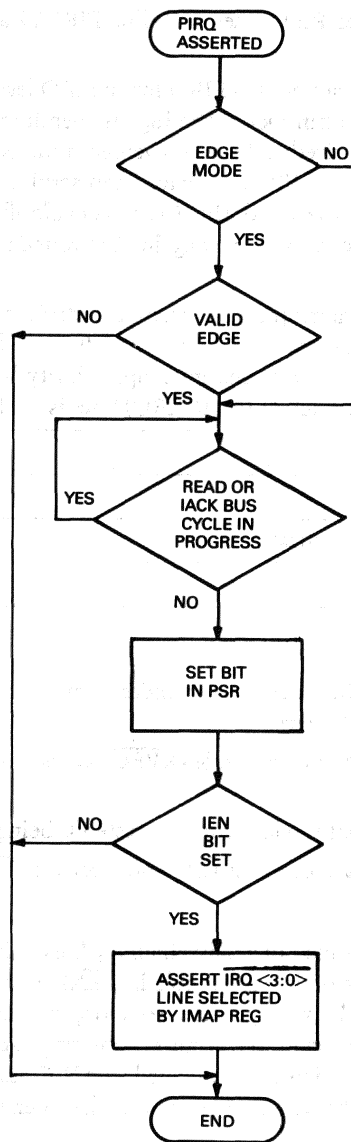 PIRQ
ASSERTED
EDGE
MODE
NO
YES
NO
VALID
EDGE
YES
YES
READ OR
IACK BUS
CYCLE IN
PROGRESS
NO
SET BIT
IN PSR
NO
IEN
BIT
SET
YES
ASSERT IRQ <3:0>
LINE SELECTED
BY IMAP REG
END